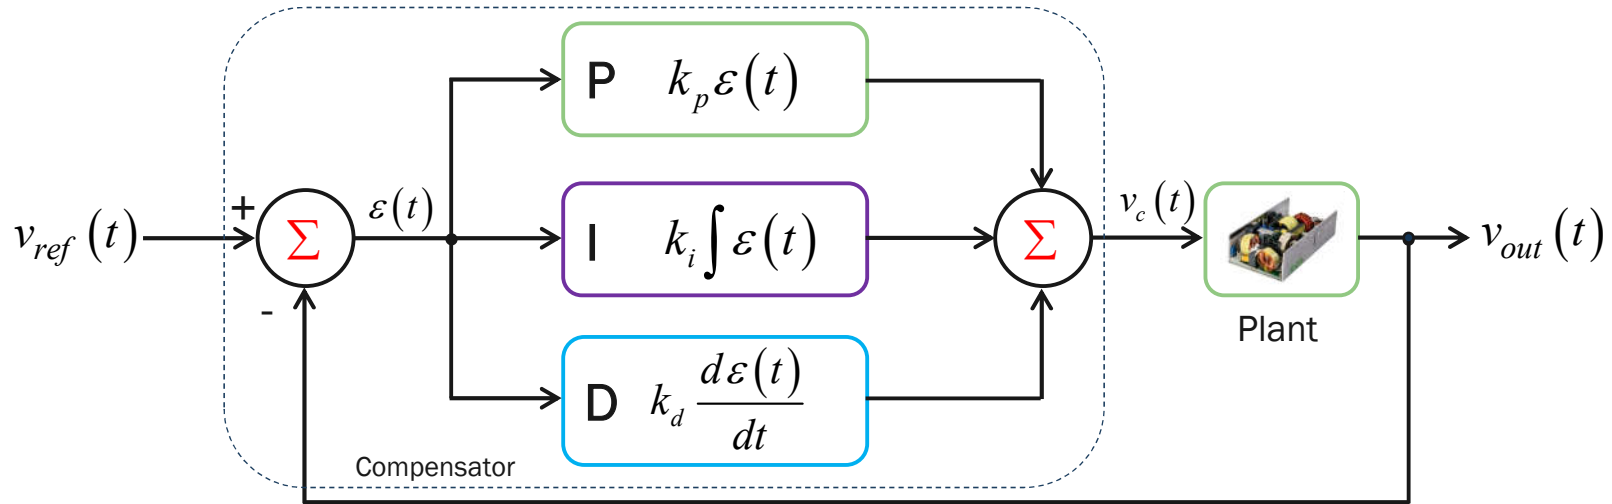 P k_p ε(t)
v_ref (t)
+
-
Σ
ε(t)
I k_i ∫ ε(t)
Σ
v_c (t)
Plant
v_out (t)
D k_d dε(t)/dt
Compensator